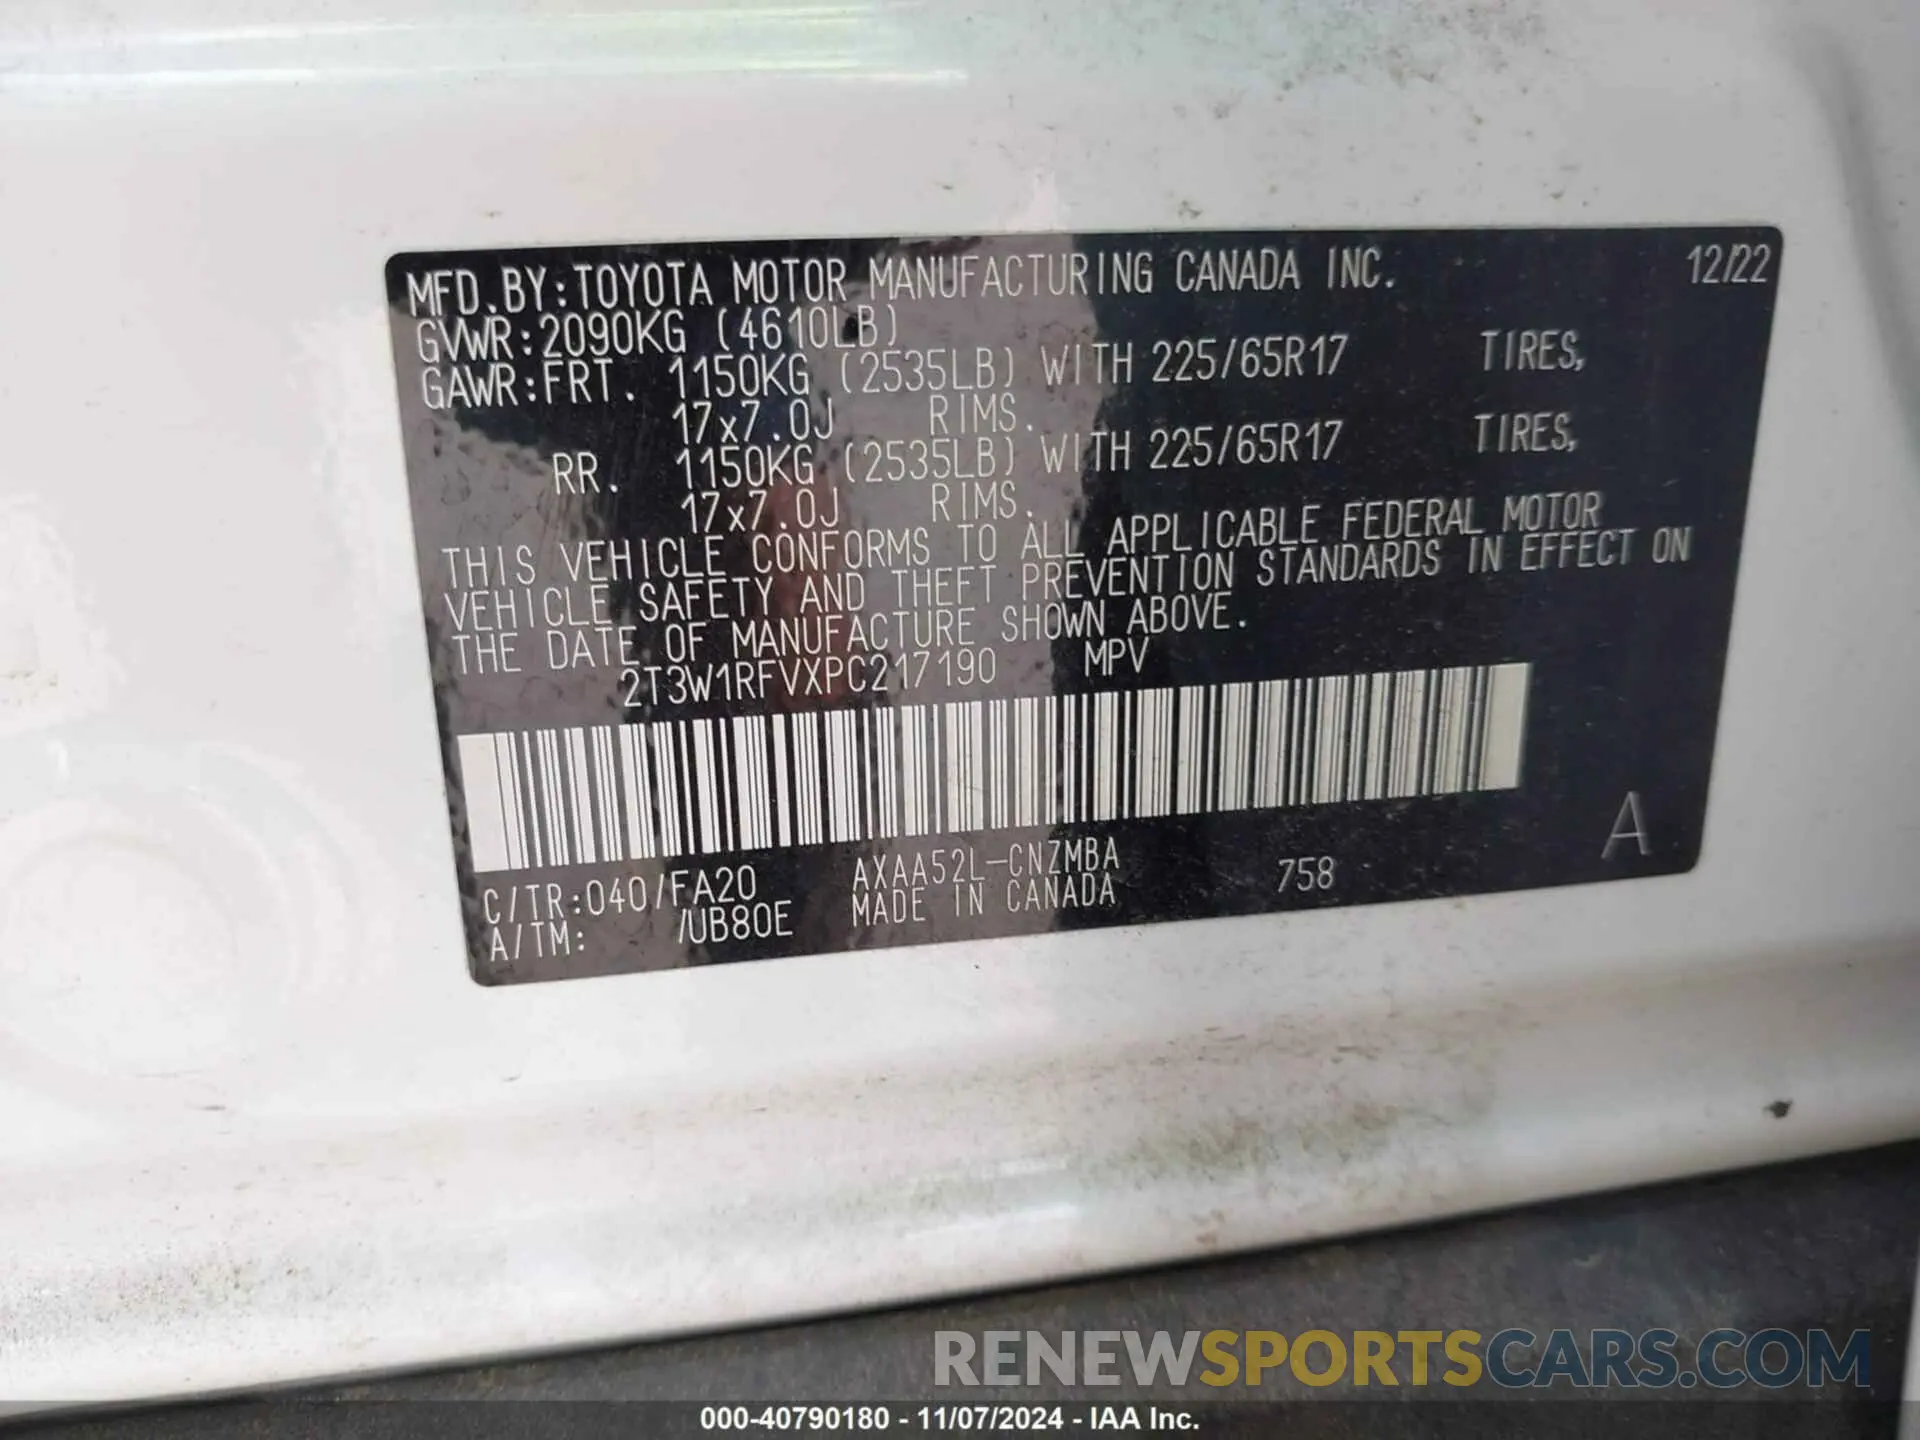 MFD.BY:TOYOTA MOTOR MANUFACTURING CANADA INC. 12/22
GVWR:2090KG (4610LB)
GAWR:FRT. 1150KG (2535LB) WITH 225/65R17 TIRES,
17x7.0J RIMS.
RR. 1150KG (2535LB) WITH 225/65R17 TIRES,
17x7.0J RIMS.
THIS VEHICLE CONFORMS TO ALL APPLICABLE FEDERAL MOTOR
VEHICLE SAFETY AND THEFT PREVENTION STANDARDS IN EFFECT ON
THE DATE OF MANUFACTURE SHOWN ABOVE.
2T3W1RFVXPC217190 MPV
C/TR:040/FA20 AXAA52L-CNZMBA 758 A
A/TM: /UB80E MADE IN CANADA
RENEWSPORTSCARS.COM
000-40790180 - 11/07/2024 - IAA Inc.